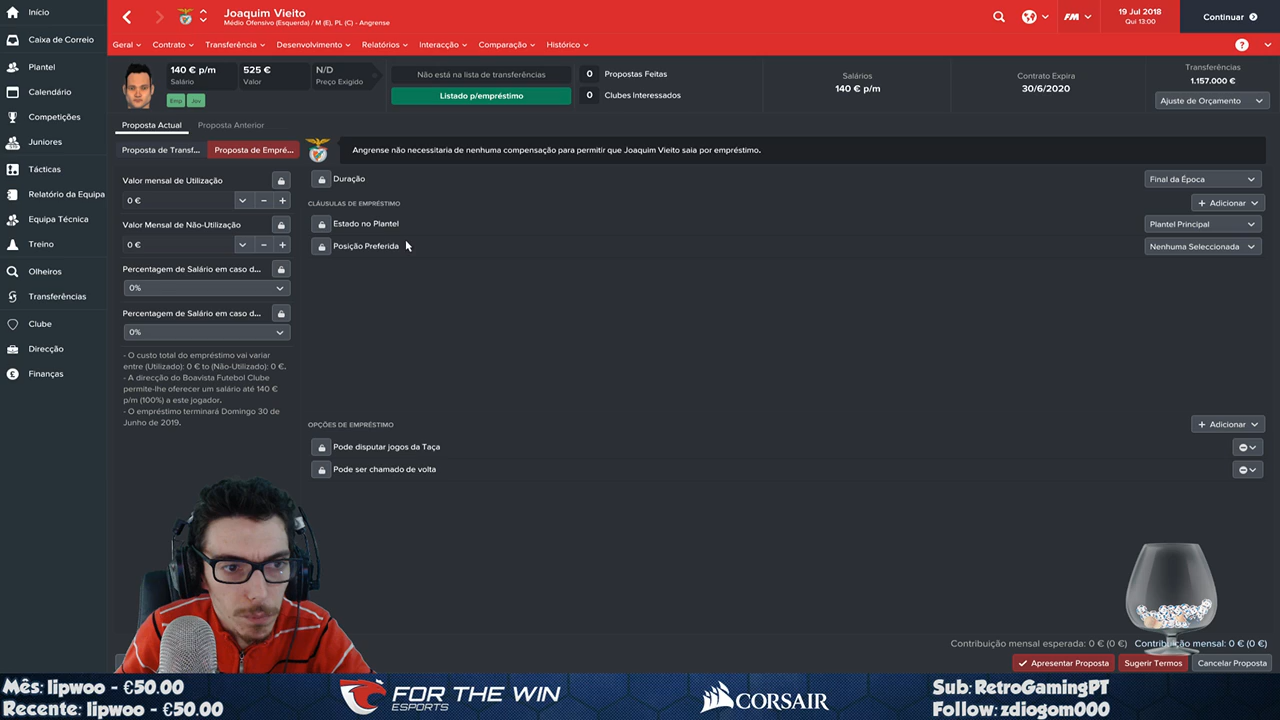 Início
Caixa de Correio
Plantel
Calendário
Competições
Juniores
Tácticas
Relatório da Equipa
Equipa Técnica
Treino
Olheiros
Transferências
Clube
Direcção
Finanças
Joaquim Vieito
Médio Ofensivo (Esquerda) / M (E), PL (C) - Angrense
FM
19 Jul 2018
Qui 13:00
Continuar
Geral
Contrato
Transferência
Desenvolvimento
Relatórios
Interacção
Comparação
Histórico
140 € p/m
Salário
525 €
Valor
N/D
Preço Exigido
Emp
Jov
Não está na lista de transferências
Listado p/empréstimo
0 Propostas Feitas
0 Clubes Interessados
Salários
140 € p/m
Contrato Expira
30/6/2020
Transferências
1.157.000 €
Ajuste de Orçamento
Proposta Actual
Proposta Anterior
Proposta de Transf...
Proposta de Empré...
Angrense não necessitaria de nenhuma compensação para permitir que Joaquim Vieito saia por empréstimo.
Valor mensal de Utilização
0 €
Valor Mensal de Não-Utilização
0 €
Percentagem de Salário em caso d...
0%
Percentagem de Salário em caso d...
0%
- O custo total do empréstimo vai variar
entre (Utilizado): 0 € to (Não-Utilizado): 0 €.
- A direcção do Boavista Futebol Clube
permite-lhe oferecer um salário até 140 €
p/m (100%) a este jogador.
- O empréstimo terminará Domingo 30 de
Junho de 2019.
Duração
Final da Época
CLÁUSULAS DE EMPRÉSTIMO
Adicionar
Estado no Plantel
Plantel Principal
Posição Preferida
Nenhuma Seleccionada
OPÇÕES DE EMPRÉSTIMO
Adicionar
Pode disputar jogos da Taça
Pode ser chamado de volta
Contribuição mensal esperada: 0 € (0 €)
Contribuição mensal: 0 € (0 €)
Apresentar Proposta
Sugerir Termos
Cancelar Proposta
Mês: lipwoo - €50.00
Recente: lipwoo - €50.00
FOR THE WIN
ESPORTS
CORSAIR
Sub: RetroGamingPT
Follow: zdiogom000